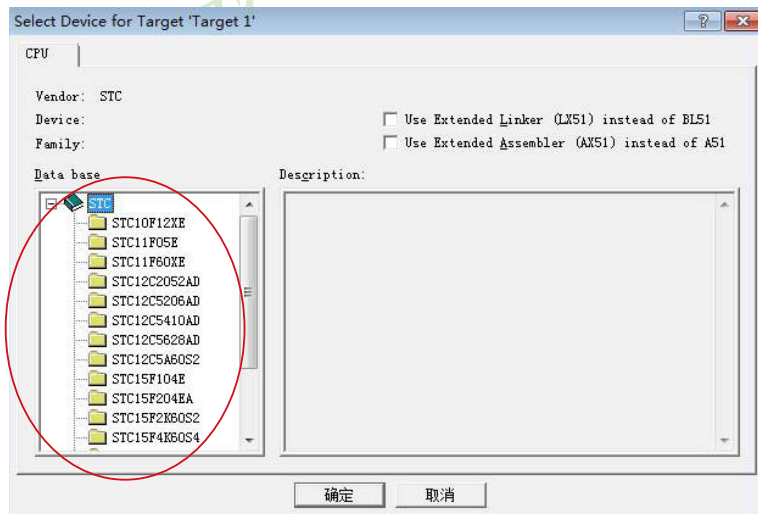 Select Device for Target 'Target 1'
CPU
Vendor: STC
Device:
Use Extended Linker (LX51) instead of BL51
Family:
Use Extended Assembler (AX51) instead of A51
Data base
Description:
STC
STC10F12XE
STC11F05E
STC11F60XE
STC12C2052AD
STC12C5206AD
STC12C5410AD
STC12C5628AD
STC12C5A60S2
STC15F104E
STC15F204EA
STC15F2K60S2
STC15F4K60S4
确定
取消